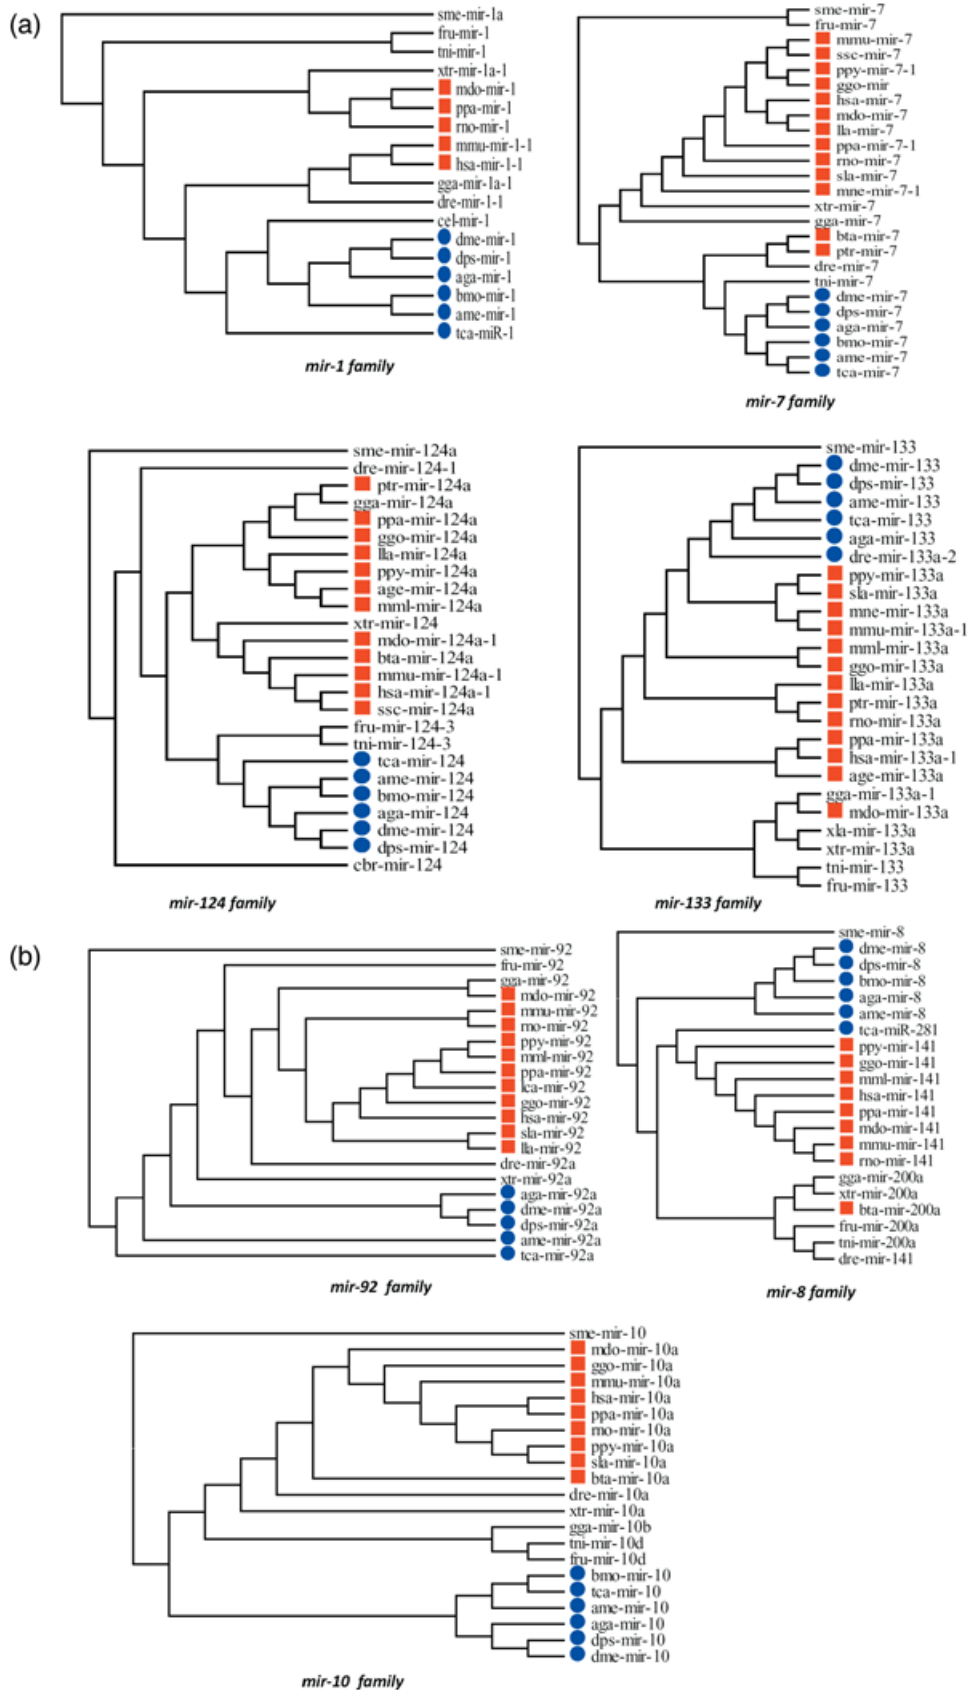 (a)
sme-mir-1a
fru-mir-1
tni-mir-1
xtr-mir-1a-1
mdo-mir-1
ppa-mir-1
rno-mir-1
mmu-mir-1-1
hsa-mir-1-1
gga-mir-1a-1
dre-mir-1-1
cel-mir-1
dme-mir-1
dps-mir-1
aga-mir-1
bmo-mir-1
ame-mir-1
tca-miR-1
mir-1 family
sme-mir-7
fru-mir-7
mmu-mir-7
ssc-mir-7
ppy-mir-7-1
ggo-mir
hsa-mir-7
mdo-mir-7
lla-mir-7
ppa-mir-7-1
rno-mir-7
sla-mir-7
mne-mir-7-1
xtr-mir-7
gga-mir-7
bta-mir-7
ptr-mir-7
dre-mir-7
tni-mir-7
dme-mir-7
dps-mir-7
aga-mir-7
bmo-mir-7
ame-mir-7
tca-mir-7
mir-7 family
sme-mir-124a
dre-mir-124-1
ptr-mir-124a
gga-mir-124a
ppa-mir-124a
ggo-mir-124a
lla-mir-124a
ppy-mir-124a
age-mir-124a
mml-mir-124a
xtr-mir-124
mdo-mir-124a-1
bta-mir-124a
mmu-mir-124a-1
hsa-mir-124a-1
ssc-mir-124a
fru-mir-124-3
tni-mir-124-3
tca-mir-124
ame-mir-124
bmo-mir-124
aga-mir-124
dme-mir-124
dps-mir-124
cbr-mir-124
mir-124 family
sme-mir-133
dme-mir-133
dps-mir-133
ame-mir-133
tca-mir-133
aga-mir-133
dre-mir-133a-2
ppy-mir-133a
sla-mir-133a
mne-mir-133a
mmu-mir-133a-1
mml-mir-133a
ggo-mir-133a
lla-mir-133a
ptr-mir-133a
rno-mir-133a
ppa-mir-133a
hsa-mir-133a-1
age-mir-133a
gga-mir-133a-1
mdo-mir-133a
xla-mir-133a
xtr-mir-133a
tni-mir-133
fru-mir-133
mir-133 family
(b)
sme-mir-92
fru-mir-92
gga-mir-92
mdo-mir-92
mmu-mir-92
rno-mir-92
ppy-mir-92
mml-mir-92
ppa-mir-92
lca-mir-92
ggo-mir-92
hsa-mir-92
sla-mir-92
lla-mir-92
dre-mir-92a
xtr-mir-92a
aga-mir-92a
dme-mir-92a
dps-mir-92a
ame-mir-92a
tca-mir-92a
mir-92 family
sme-mir-8
dme-mir-8
dps-mir-8
bmo-mir-8
aga-mir-8
ame-mir-8
tca-miR-281
ppy-mir-141
ggo-mir-141
mml-mir-141
hsa-mir-141
ppa-mir-141
mdo-mir-141
mmu-mir-141
rno-mir-141
gga-mir-200a
xtr-mir-200a
bta-mir-200a
fru-mir-200a
tni-mir-200a
dre-mir-141
mir-8 family
sme-mir-10
mdo-mir-10a
ggo-mir-10a
mmu-mir-10a
hsa-mir-10a
ppa-mir-10a
rno-mir-10a
ppy-mir-10a
sla-mir-10a
bta-mir-10a
dre-mir-10a
xtr-mir-10a
gga-mir-10b
tni-mir-10d
fru-mir-10d
bmo-mir-10
tca-mir-10
ame-mir-10
aga-mir-10
dps-mir-10
dme-mir-10
mir-10 family